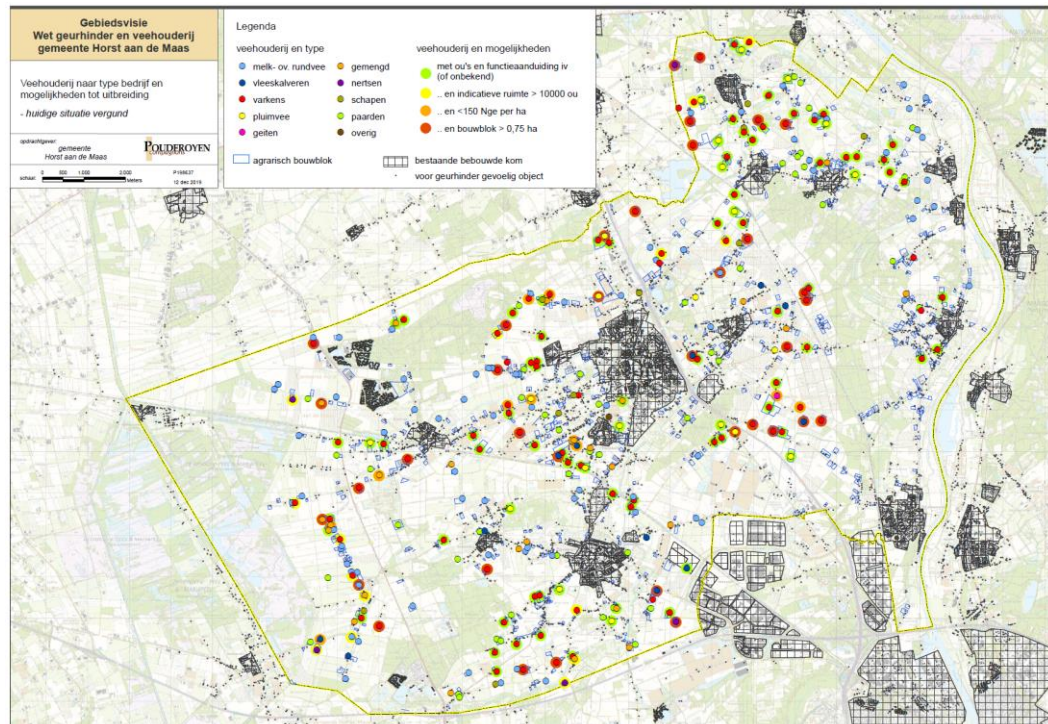 Gebiedsvisie
Wet geurhinder en veehouderij
gemeente Horst aan de Maas
Veehouderij naar type bedrijf en
mogelijkheden tot uitbreiding
- huidige situatie vergund
opdrachtgever:
gemeente
Horst aan de Maas
POUDEROYEN
compagnons
schaal:
0 500 1.000 2.000
Meters
12 dec 2019
Legenda
veehouderij en type
melk- ov. rundvee
vleeskalveren
varkens
pluimvee
geiten
gemengd
nertsen
schapen
paarden
overig
veehouderij en mogelijkheden
met ou's en functieaanduiding iv
(of onbekend)
.. en indicatieve ruimte > 10000 ou
.. en <150 Nge per ha
.. en bouwblok > 0,75 ha
agrarisch bouwblok
bestaande bebouwde kom
voor geurhinder gevoelig object